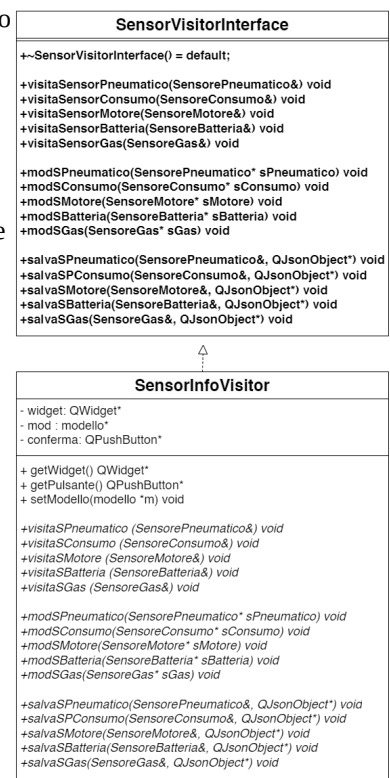 o
SensorVisitorInterface
+~SensorVisitorInterface() = default;
+visitaSensorPneumatico(SensorePneumatico&) void
+visitaSensorConsumo(SensoreConsumo&) void
+visitaSensorMotore(SensoreMotore&) void
+visitaSensorBatteria(SensoreBatteria&) void
+visitaSensorGas(SensoreGas&) void
+modSPneumatico(SensorePneumatico* sPneumatico) void
+modSConsumo(SensoreConsumo* sConsumo) void
+modSMotore(SensoreMotore* sMotore) void
+modSBatteria(SensoreBatteria* sBatteria) void
e
+modSGas(SensoreGas* sGas) void
+salvaSPneumatico(SensorePneumatico&, QJsonObject*) void
+salvaSPConsumo(SensoreConsumo&, QJsonObject*) void
+salvaSMotore(SensoreMotore&, QJsonObject*) void
+salvaSBatteria(SensoreBatteria&, QJsonObject*) void
+salvaSGas(SensoreGas&, QJsonObject*) void
SensorInfoVisitor
- widget: QWidget*
- mod : modello*
- conferma: QPushButton*
+ getWidget() QWidget*
+ getPulsante() QPushButton*
+ setModello(modello *m) void
+visitaSPneumatico (SensorePneumatico&) void
+visitaSConsumo (SensoreConsumo&) void
+visitaSMotore (SensoreMotore&) void
+visitaSBatteria (SensoreBatteria&) void
+visitaSGas (SensoreGas&) void
+modSPneumatico(SensorePneumatico* sPneumatico) void
+modSConsumo(SensoreConsumo* sConsumo) void
+modSMotore(SensoreMotore* sMotore) void
+modSBatteria(SensoreBatteria* sBatteria) void
+modSGas(SensoreGas* sGas) void
+salvaSPneumatico(SensorePneumatico&, QJsonObject*) void
+salvaSPConsumo(SensoreConsumo&, QJsonObject*) void
+salvaSMotore(SensoreMotore&, QJsonObject*) void
+salvaSBatteria(SensoreBatteria&, QJsonObject*) void
+salvaSGas(SensoreGas&, QJsonObject*) void